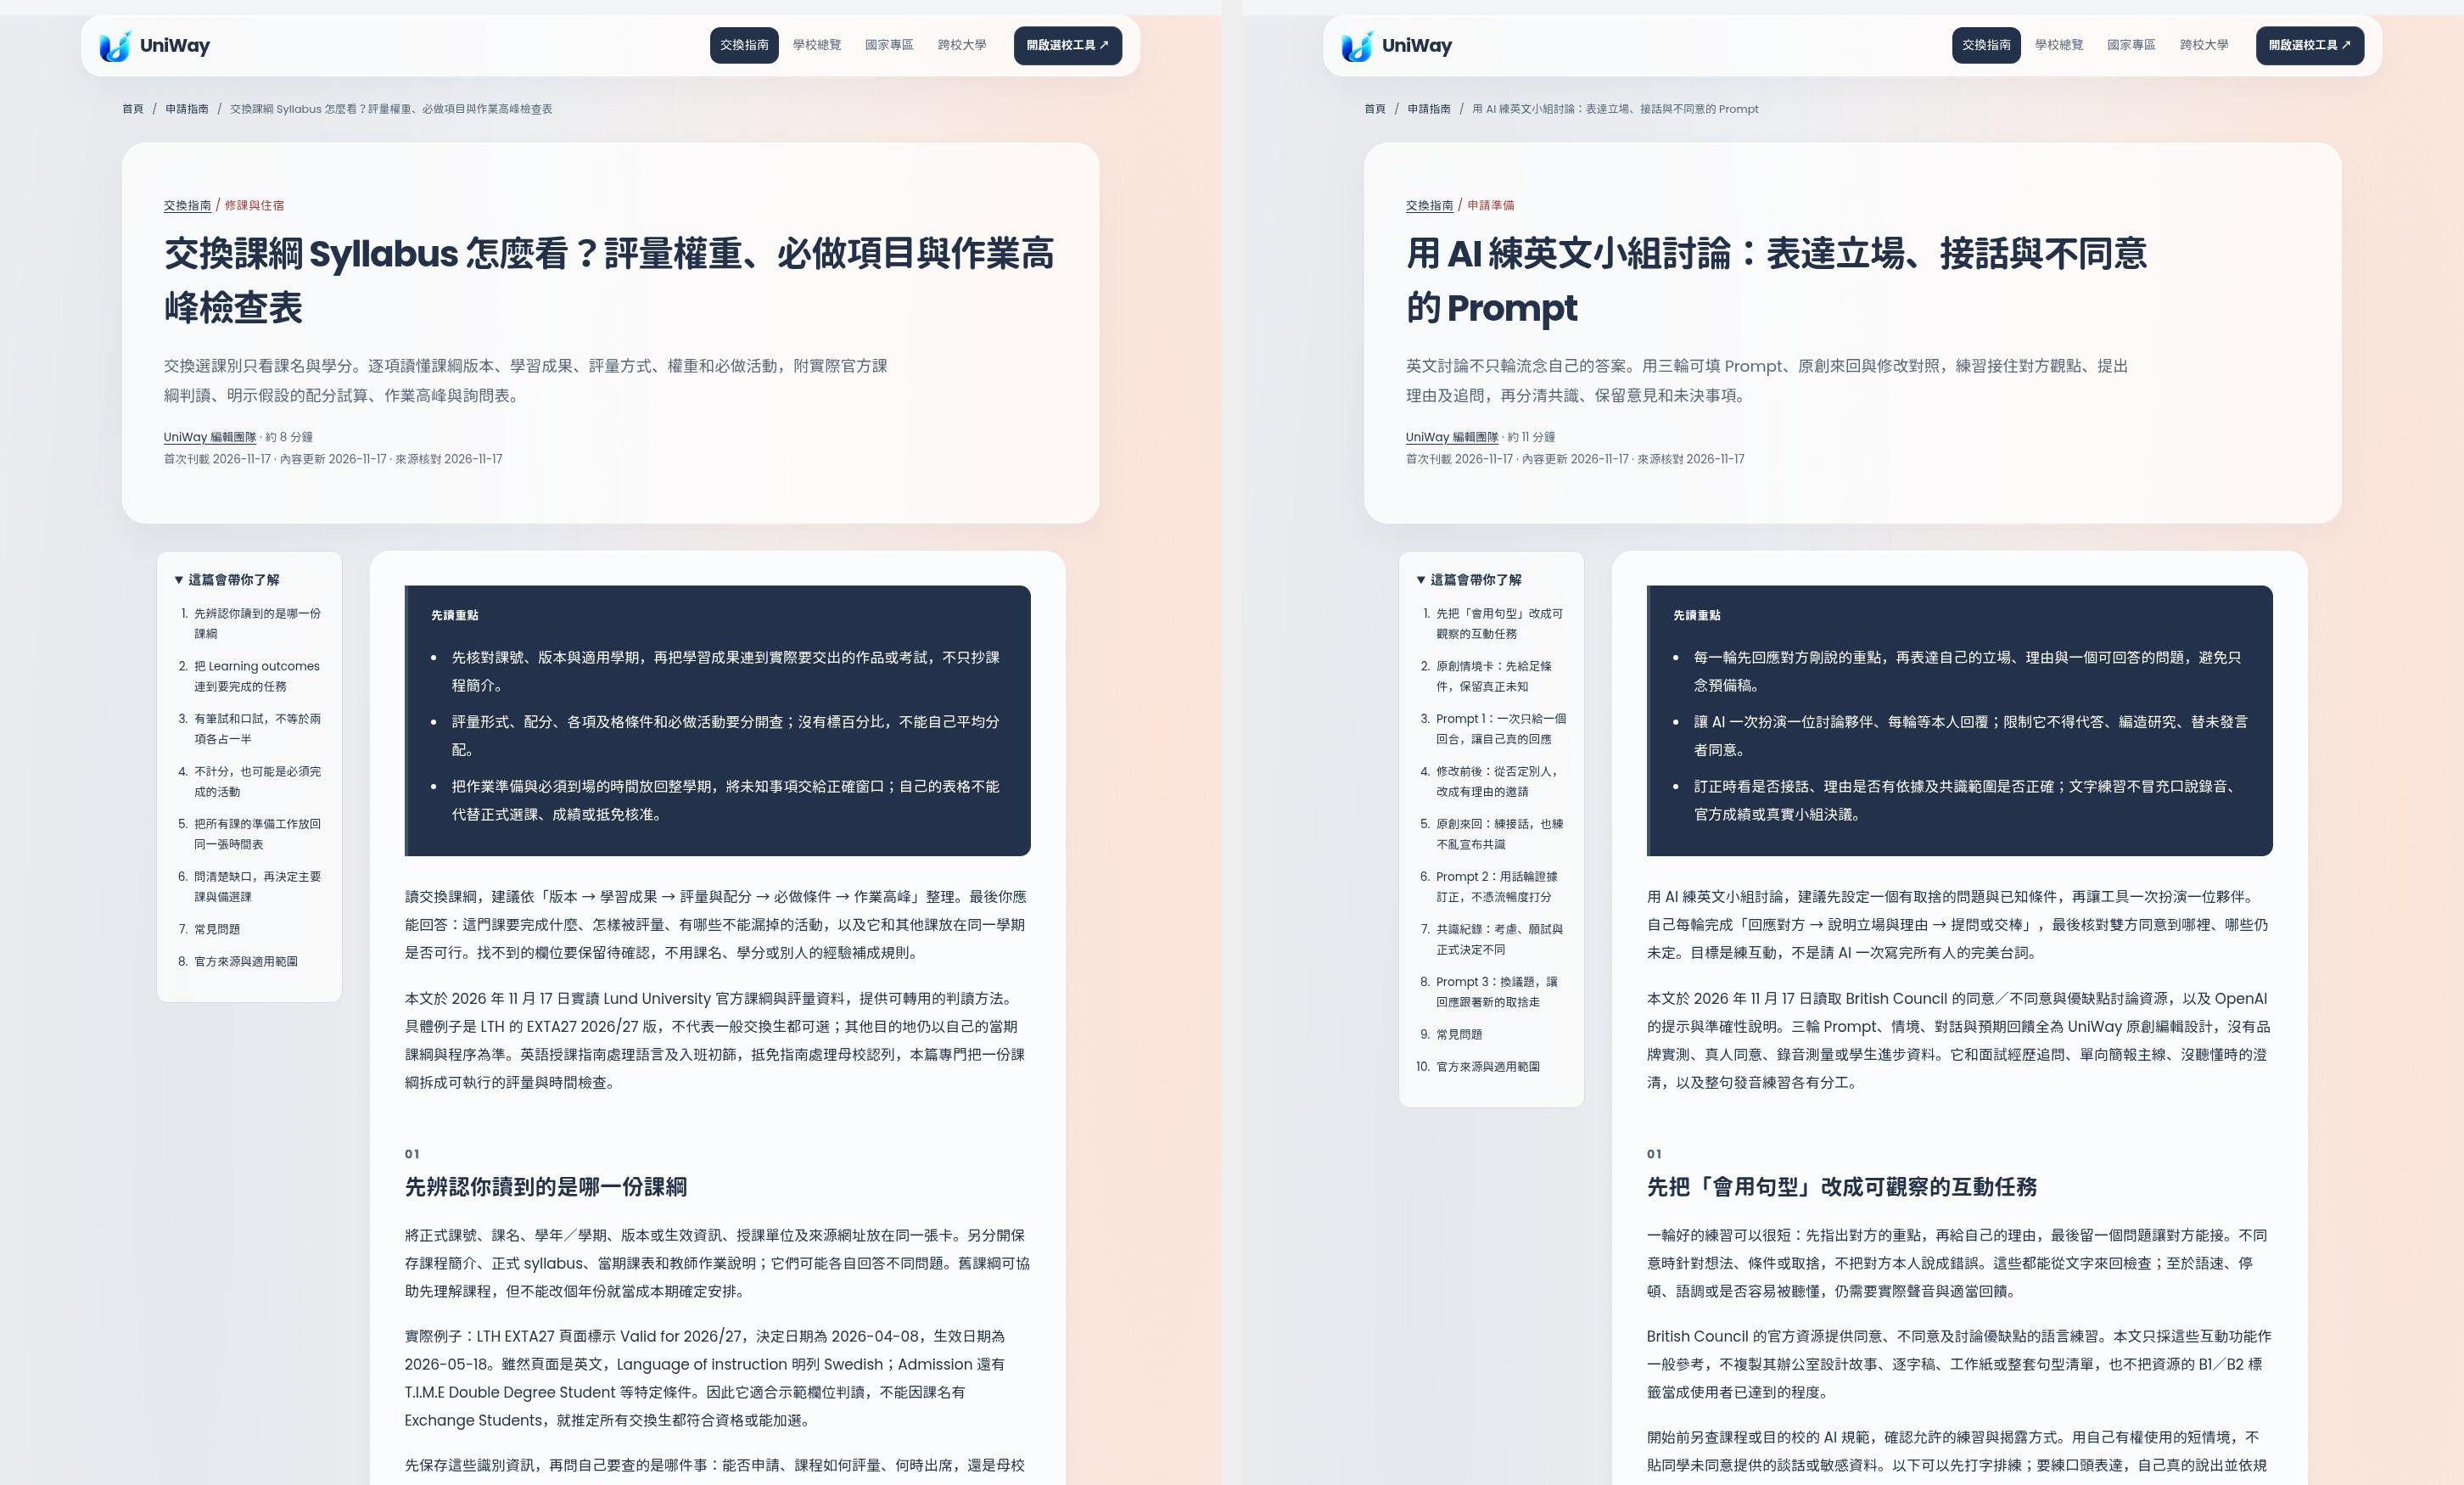 UniWay
交換指南
學校總覽
國家專區
跨校大學
開啟選校工具 ↗
首頁 / 申請指南 / 交換課綱 Syllabus 怎麼看？評量權重、必做項目與作業高峰檢查表
交換指南 / 修課與住宿
交換課綱 Syllabus 怎麼看？評量權重、必做項目與作業高
峰檢查表
交換選課別只看課名與學分。逐項讀懂課綱版本、學習成果、評量方式、權重和必做活動，附實際官方課
綱判讀、明示假設的配分試算、作業高峰與詢問表。
UniWay 編輯團隊 · 約 8 分鐘
首次刊載 2026-11-17 · 內容更新 2026-11-17 · 來源核對 2026-11-17
▼ 這篇會帶你了解
1. 先辨認你讀到的是哪一份
課綱
2. 把 Learning outcomes
連到要完成的任務
3. 有筆試和口試，不等於兩
項各占一半
4. 不計分，也可能是必須完
成的活動
5. 把所有課的準備工作放回
同一張時間表
6. 問清楚缺口，再決定主要
課與備選課
7. 常見問題
8. 官方來源與適用範圍
先讀重點
• 先核對課號、版本與適用學期，再把學習成果連到實際要交出的作品或考試，不只抄課
程簡介。
• 評量形式、配分、各項及格條件和必做活動要分開查；沒有標百分比，不能自己平均分
配。
• 把作業準備與必須到場的時間放回整學期，將未知事項交給正確窗口；自己的表格不能
代替正式選課、成績或抵免核准。
讀交換課綱，建議依「版本 → 學習成果 → 評量與配分 → 必做條件 → 作業高峰」整理。最後你應
能回答：這門課要完成什麼、怎樣被評量、有哪些不能漏掉的活動，以及它和其他課放在同一學期
是否可行。找不到的欄位要保留待確認，不用課名、學分或別人的經驗補成規則。
本文於 2026 年 11 月 17 日實讀 Lund University 官方課綱與評量資料，提供可轉用的判讀方法。
具體例子是 LTH 的 EXTA27 2026/27 版，不代表一般交換生都可選；其他目的地仍以自己的當期
課綱與程序為準。英語授課指南處理語言及入班初篩，抵免指南處理母校認列，本篇專門把一份課
綱拆成可執行的評量與時間檢查。
01
先辨認你讀到的是哪一份課綱
將正式課號、課名、學年／學期、版本或生效資訊、授課單位及來源網址放在同一張卡。另分開保
存課程簡介、正式 syllabus、當期課表和教師作業說明；它們可能各自回答不同問題。舊課綱可協
助先理解課程，但不能改個年份就當成本期確定安排。
實際例子：LTH EXTA27 頁面標示 Valid for 2026/27，決定日期為 2026-04-08，生效日期為
2026-05-18。雖然頁面是英文，Language of instruction 明列 Swedish；Admission 還有
T.I.M.E Double Degree Student 等特定條件。因此它適合示範欄位判讀，不能因課名有
Exchange Students，就推定所有交換生都符合資格或能加選。
先保存這些識別資訊，再問自己要查的是哪件事：能否申請、課程如何評量、何時出席，還是母校
UniWay
交換指南
學校總覽
國家專區
跨校大學
開啟選校工具 ↗
首頁 / 申請指南 / 用 AI 練英文小組討論：表達立場、接話與不同意的 Prompt
交換指南 / 申請準備
用 AI 練英文小組討論：表達立場、接話與不同意
的 Prompt
英文討論不只輪流念自己的答案。用三輪可填 Prompt、原創來回與修改對照，練習接住對方觀點、提出
理由及追問，再分清共識、保留意見和未決事項。
UniWay 編輯團隊 · 約 11 分鐘
首次刊載 2026-11-17 · 內容更新 2026-11-17 · 來源核對 2026-11-17
▼ 這篇會帶你了解
1. 先把「會用句型」改成可
觀察的互動任務
2. 原創情境卡：先給足條
件，保留真正未知
3. Prompt 1：一次只給一個
回合，讓自己真的回應
4. 修改前後：從否定別人，
改成有理由的邀請
5. 原創來回：練接話，也練
不亂宣布共識
6. Prompt 2：用話輪證據
訂正，不憑流暢度打分
7. 共識紀錄：考慮、願試與
正式決定不同
8. Prompt 3：換議題，讓
回應跟著新的取捨走
9. 常見問題
10. 官方來源與適用範圍
先讀重點
• 每一輪先回應對方剛說的重點，再表達自己的立場、理由與一個可回答的問題，避免只
念預備稿。
• 讓 AI 一次扮演一位討論夥伴、每輪等本人回覆；限制它不得代答、編造研究、替未發言
者同意。
• 訂正時看是否接話、理由是否有依據及共識範圍是否正確；文字練習不冒充口說錄音、
官方成績或真實小組決議。
用 AI 練英文小組討論，建議先設定一個有取捨的問題與已知條件，再讓工具一次扮演一位夥伴。
自己每輪完成「回應對方 → 說明立場與理由 → 提問或交棒」，最後核對雙方同意到哪裡、哪些仍
未定。目標是練互動，不是請 AI 一次寫完所有人的完美台詞。
本文於 2026 年 11 月 17 日讀取 British Council 的同意／不同意與優缺點討論資源，以及 OpenAI
的提示與準確性說明。三輪 Prompt、情境、對話與預期回饋全為 UniWay 原創編輯設計，沒有品
牌實測、真人同意、錄音測量或學生進步資料。它和面試經歷追問、單向簡報主線、沒聽懂時的澄
清，以及整句發音練習各有分工。
01
先把「會用句型」改成可觀察的互動任務
一輪好的練習可以很短：先指出對方的重點，再給自己的理由，最後留一個問題讓對方能接。不同
意時針對想法、條件或取捨，不把對方本人說成錯誤。這些都能從文字來回檢查；至於語速、停
頓、語調或是否容易被聽懂，仍需要實際聲音與適當回饋。
British Council 的官方資源提供同意、不同意及討論優缺點的語言練習。本文只採這些互動功能作
一般參考，不複製其辦公室設計故事、逐字稿、工作紙或整套句型清單，也不把資源的 B1／B2 標
籤當成使用者已達到的程度。
開始前另查課程或目的校的 AI 規範，確認允許的練習與揭露方式。用自己有權使用的短情境，不
貼同學未同意提供的談話或敏感資料。以下可以先打字排練；要練口頭表達，自己真的說出並依規